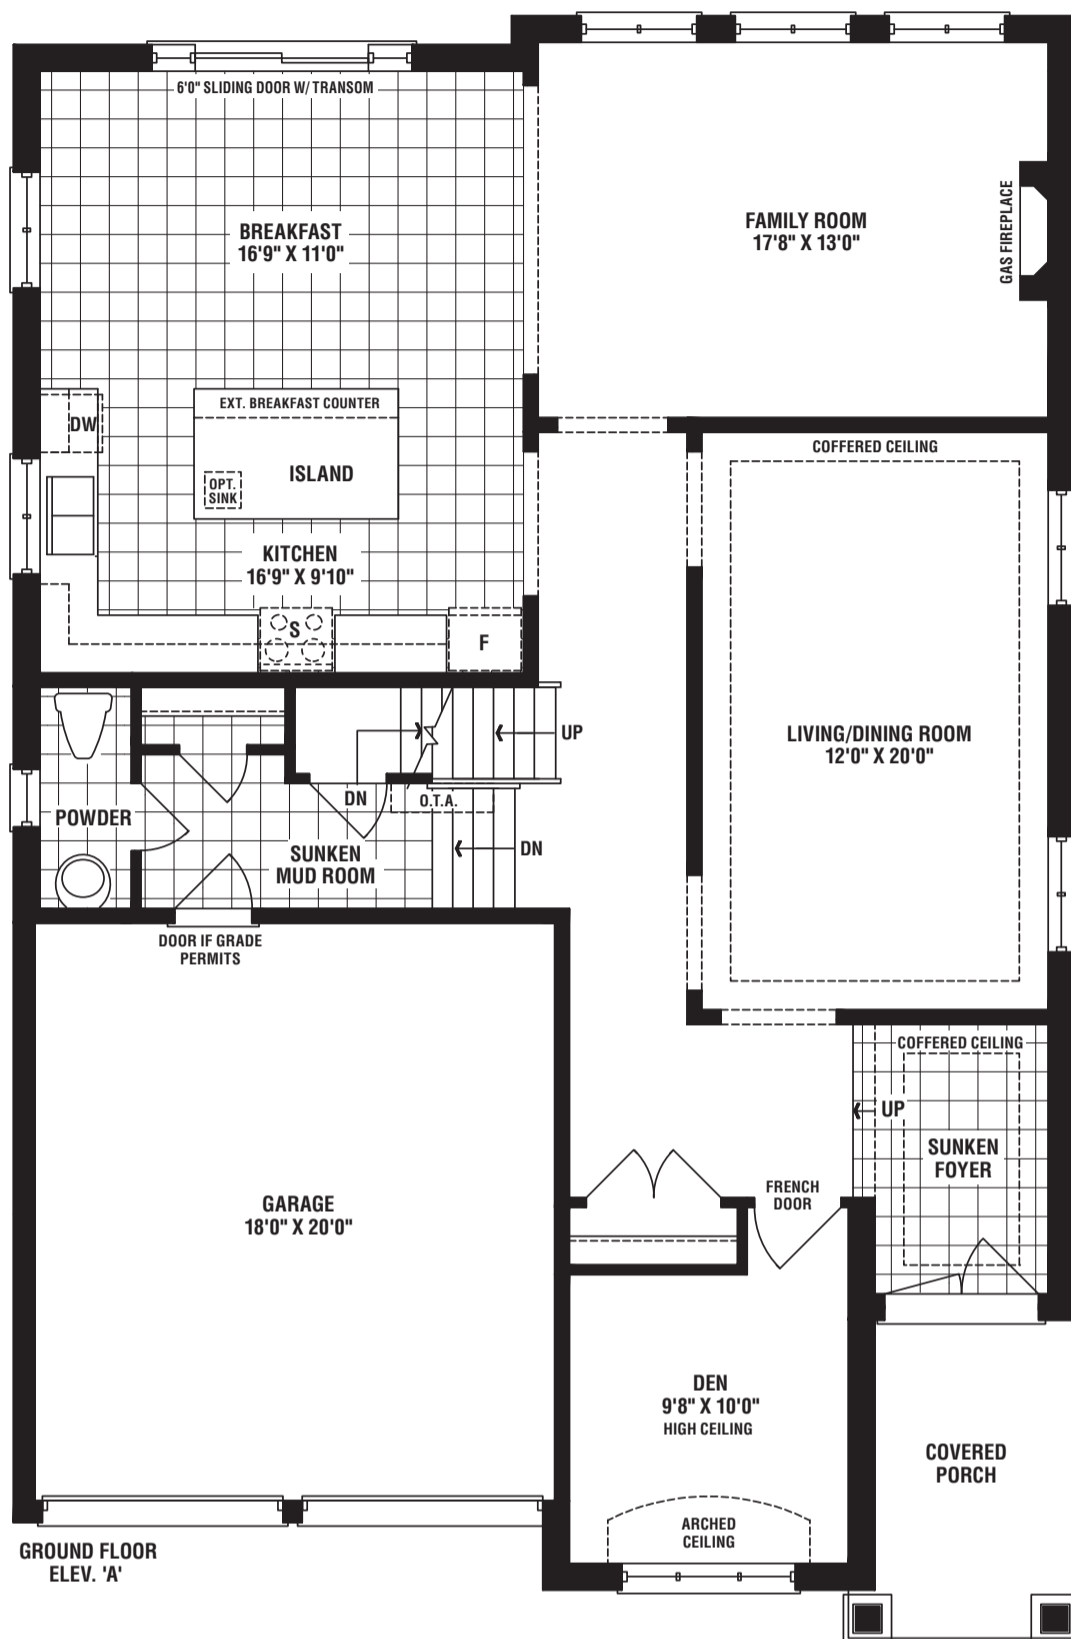 6'0" SLIDING DOOR W/ TRANSOM
BREAKFAST
16'9" X 11'0"
FAMILY ROOM
17'8" X 13'0"
GAS FIREPLACE
DW
EXT. BREAKFAST COUNTER
ISLAND
OPT.
SINK
KITCHEN
16'9" X 9'10"
S
F
COFFERED CEILING
LIVING/DINING ROOM
12'0" X 20'0"
UP
DN
O.T.A.
POWDER
SUNKEN
MUD ROOM
DN
DOOR IF GRADE
PERMITS
COFFERED CEILING
UP
SUNKEN
FOYER
FRENCH
DOOR
GARAGE
18'0" X 20'0"
DEN
9'8" X 10'0"
HIGH CEILING
COVERED
PORCH
ARCHED
CEILING
GROUND FLOOR
ELEV. 'A'